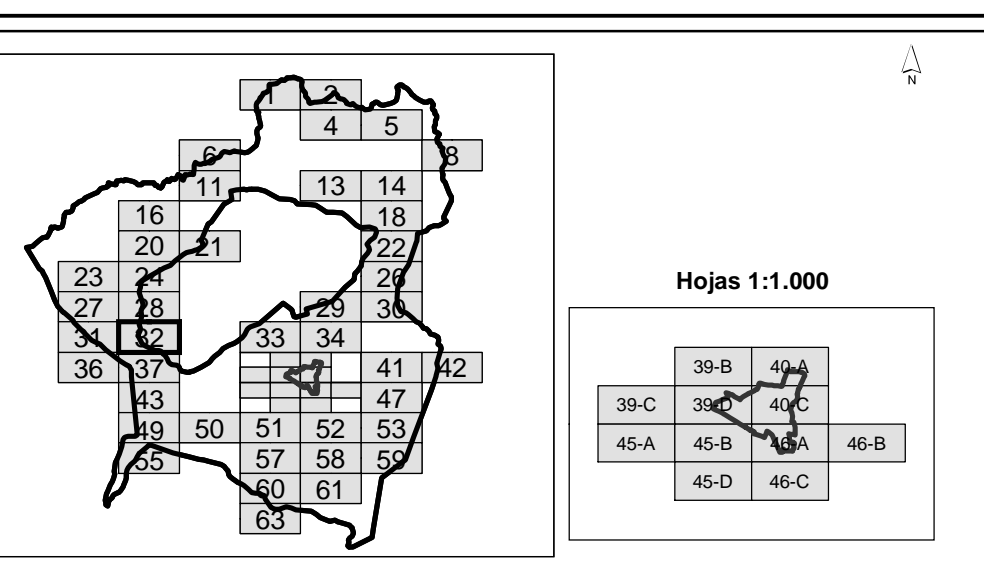 N
1 2
4 5
6 8
11 13 14
16 18
20 21 22
23 24 26
27 28 29 30
31 32 33 34
36 37 41 42
43 47
49 50 51 52 53
55 57 58 59
60 61
63
Hojas 1:1.000
39-B 40-A
39-C 39-D 40-C
45-A 45-B 46-A 46-B
45-D 46-C